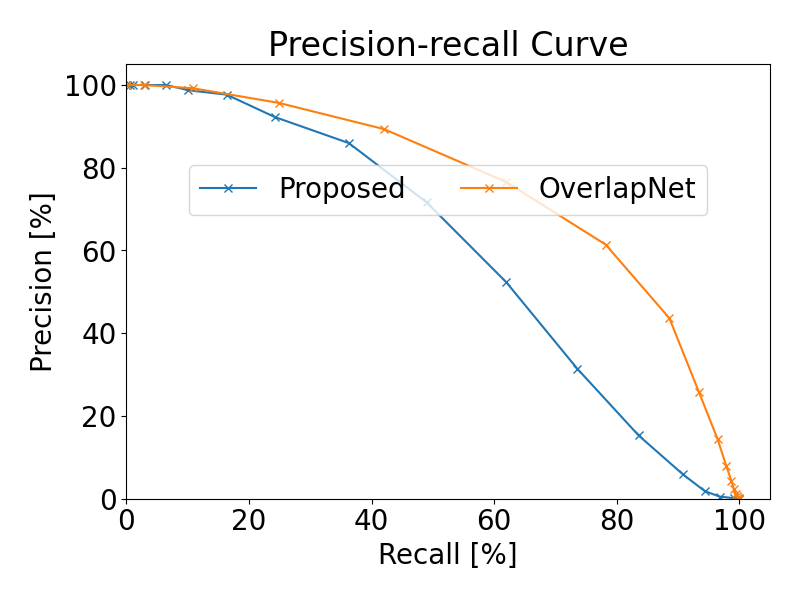 Precision-recall Curve
100
80
60
40
20
0
Precision [%]
Proposed
OverlapNet
0 20 40 60 80 100
Recall [%]